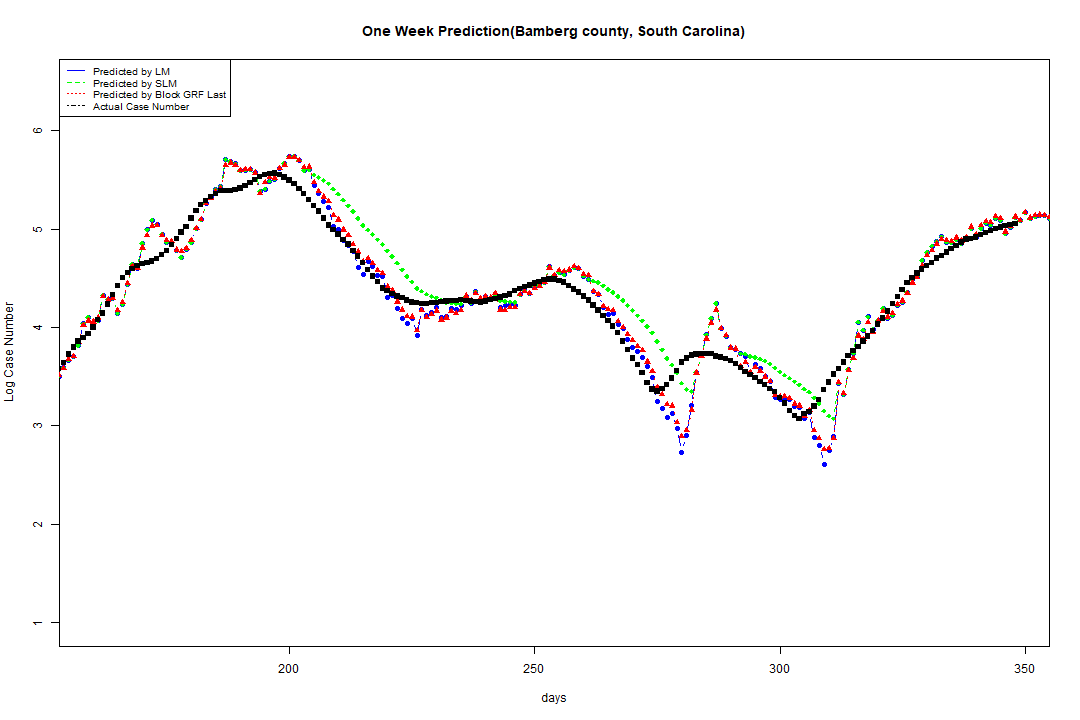 One Week Prediction(Bamberg county, South Carolina)
Predicted by LM
Predicted by SLM
Predicted by Block GRF Last
Actual Case Number
6
5
4
3
2
1
Log Case Number
200
250
300
350
days